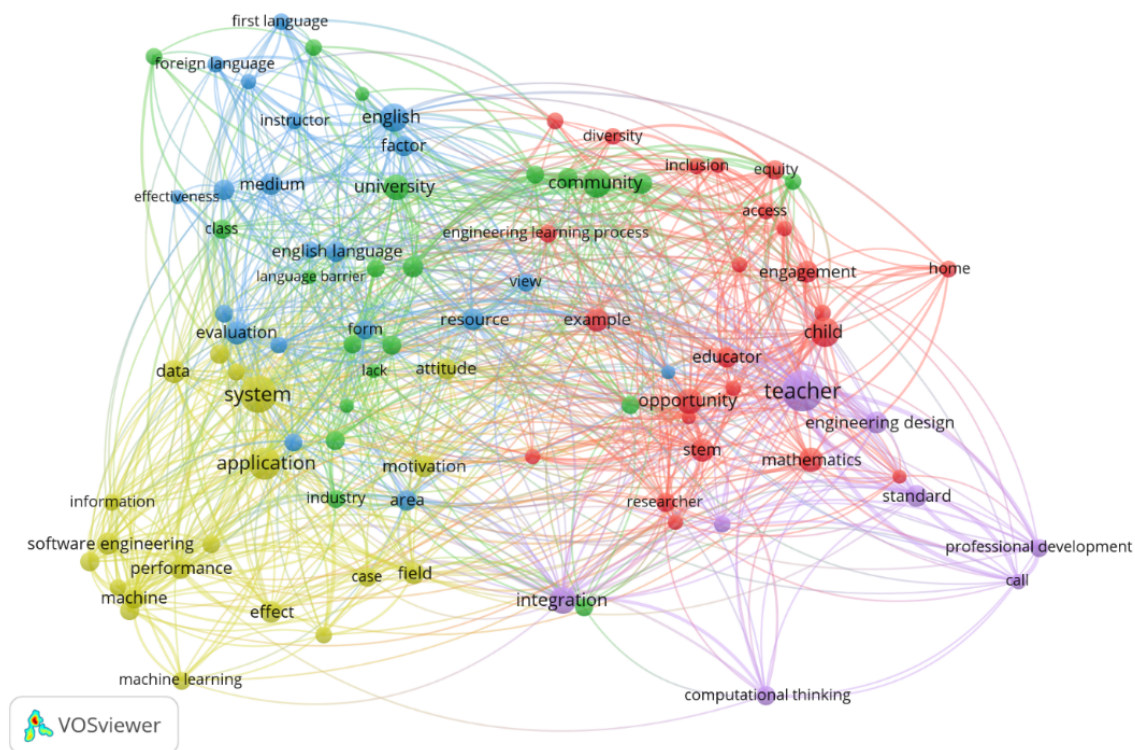 first language
foreign language
instructor
english
factor
diversity
inclusion
equity
effectiveness
medium
university
community
access
class
engineering learning process
english language
language barrier
engagement
home
view
evaluation
form
resource
example
child
data
lack
attitude
educator
system
opportunity
teacher
engineering design
application
motivation
stem
mathematics
information
industry
area
researcher
standard
software engineering
performance
case
field
professional development
call
machine
effect
integration
machine learning
computational thinking
VOSviewer